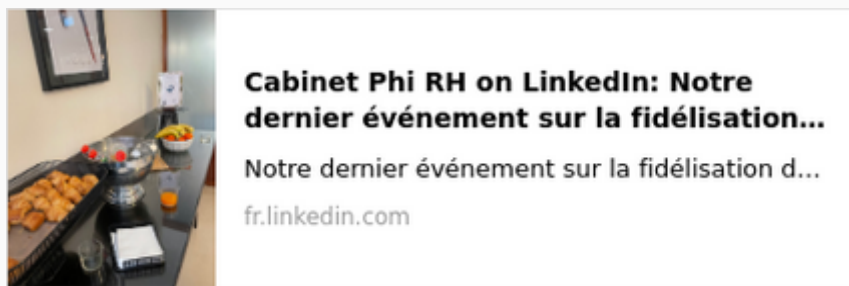 Cabinet Phi RH on LinkedIn: Notre
dernier événement sur la fidélisation...
Notre dernier événement sur la fidélisation d...
fr.linkedin.com